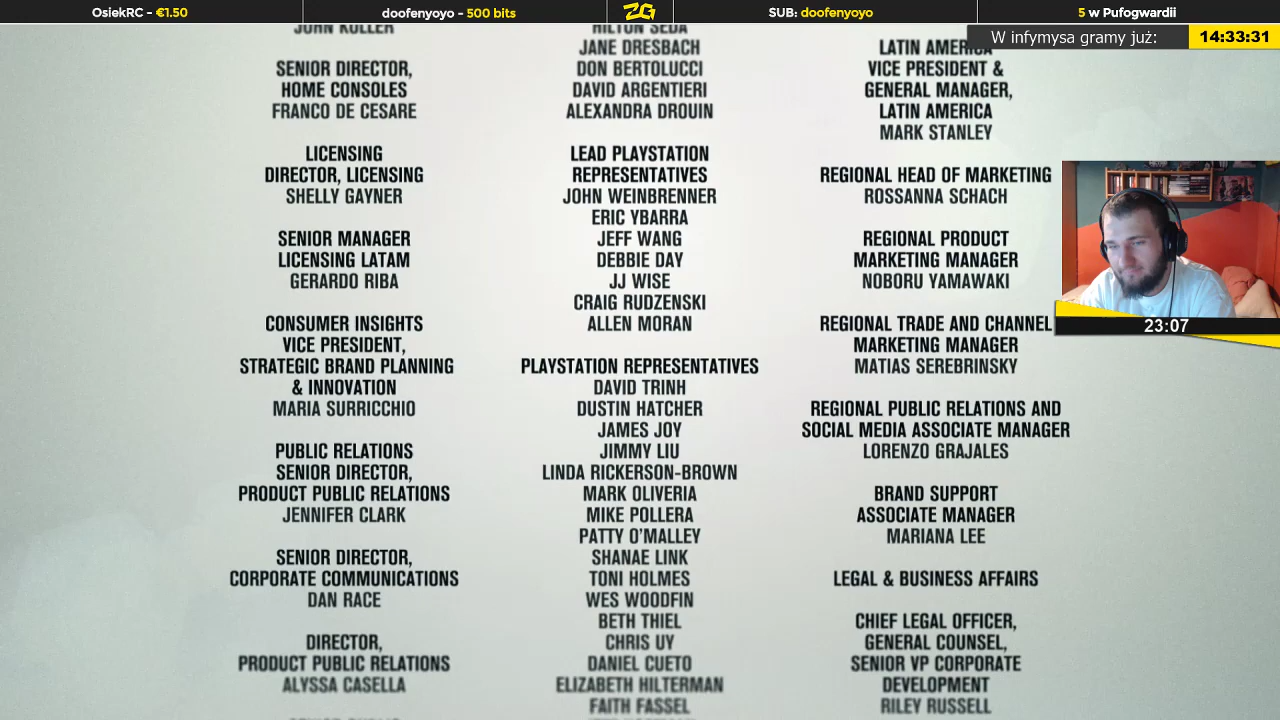 OsiekRC - €1.50
doofenyoyo - 500 bits
ZG
SUB: doofenyoyo
5 w Pufogwardii
W infymysa gramy już:
14:33:31
23:07
JOHN KOLLER
SENIOR DIRECTOR,
HOME CONSOLES
FRANCO DE CESARE
LICENSING
DIRECTOR, LICENSING
SHELLY GAYNER
SENIOR MANAGER
LICENSING LATAM
GERARDO RIBA
CONSUMER INSIGHTS
VICE PRESIDENT,
STRATEGIC BRAND PLANNING
& INNOVATION
MARIA SURRICCHIO
PUBLIC RELATIONS
SENIOR DIRECTOR,
PRODUCT PUBLIC RELATIONS
JENNIFER CLARK
SENIOR DIRECTOR,
CORPORATE COMMUNICATIONS
DAN RACE
DIRECTOR,
PRODUCT PUBLIC RELATIONS
ALYSSA CASELLA
HILTON SEDA
JANE DRESBACH
DON BERTOLUCCI
DAVID ARGENTIERI
ALEXANDRA DROUIN
LEAD PLAYSTATION
REPRESENTATIVES
JOHN WEINBRENNER
ERIC YBARRA
JEFF WANG
DEBBIE DAY
JJ WISE
CRAIG RUDZENSKI
ALLEN MORAN
PLAYSTATION REPRESENTATIVES
DAVID TRINH
DUSTIN HATCHER
JAMES JOY
JIMMY LIU
LINDA RICKERSON-BROWN
MARK OLIVERIA
MIKE POLLERA
PATTY O'MALLEY
SHANAE LINK
TONI HOLMES
WES WOODFIN
BETH THIEL
CHRIS UY
DANIEL CUETO
ELIZABETH HILTERMAN
FAITH FASSEL
LATIN AMERICA
VICE PRESIDENT &
GENERAL MANAGER,
LATIN AMERICA
MARK STANLEY
REGIONAL HEAD OF MARKETING
ROSSANNA SCHACH
REGIONAL PRODUCT
MARKETING MANAGER
NOBORU YAMAWAKI
REGIONAL TRADE AND CHANNEL
MARKETING MANAGER
MATIAS SEREBRINSKY
REGIONAL PUBLIC RELATIONS AND
SOCIAL MEDIA ASSOCIATE MANAGER
LORENZO GRAJALES
BRAND SUPPORT
ASSOCIATE MANAGER
MARIANA LEE
LEGAL & BUSINESS AFFAIRS
CHIEF LEGAL OFFICER,
GENERAL COUNSEL,
SENIOR VP CORPORATE
DEVELOPMENT
RILEY RUSSELL